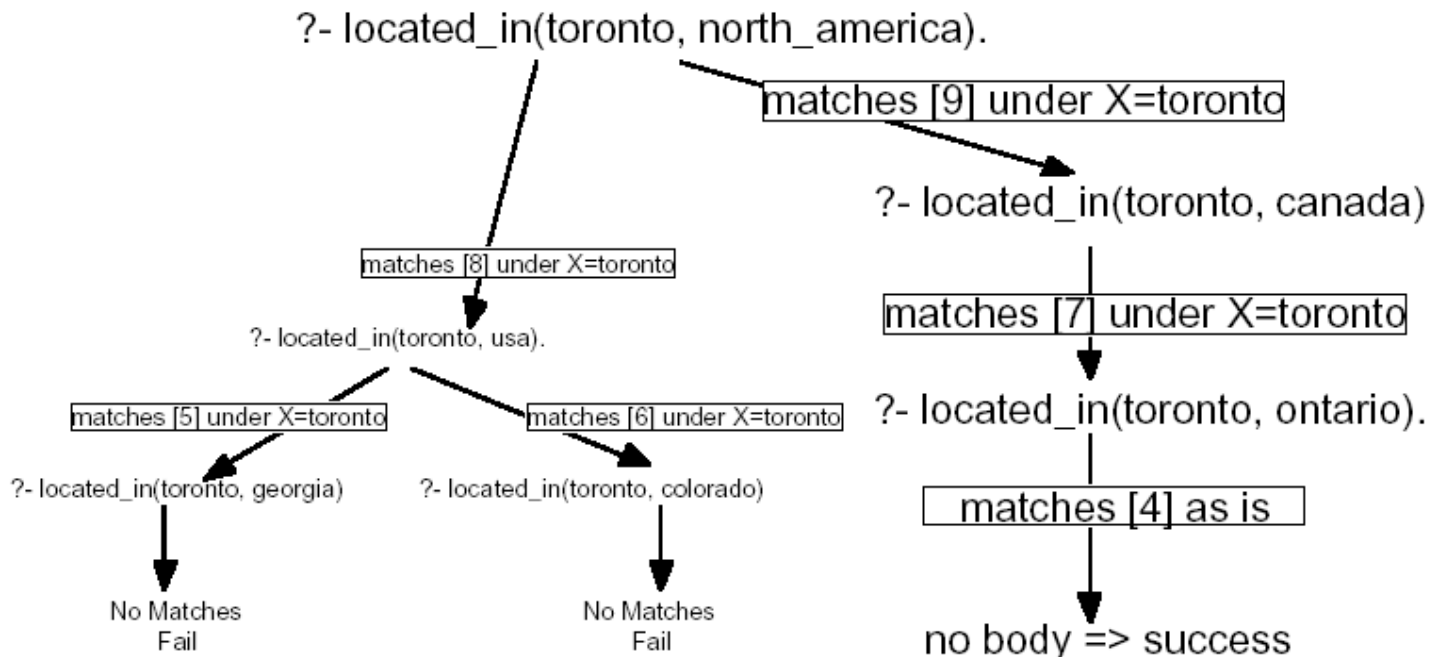 ?- located_in(toronto, north_america).
matches [9] under X=toronto
?- located_in(toronto, canada)
matches [8] under X=toronto
matches [7] under X=toronto
?- located_in(toronto, usa).
matches [5] under X=toronto
matches [6] under X=toronto
?- located_in(toronto, ontario).
?- located_in(toronto, georgia)
?- located_in(toronto, colorado)
matches [4] as is
No Matches
Fail
No Matches
Fail
no body => success